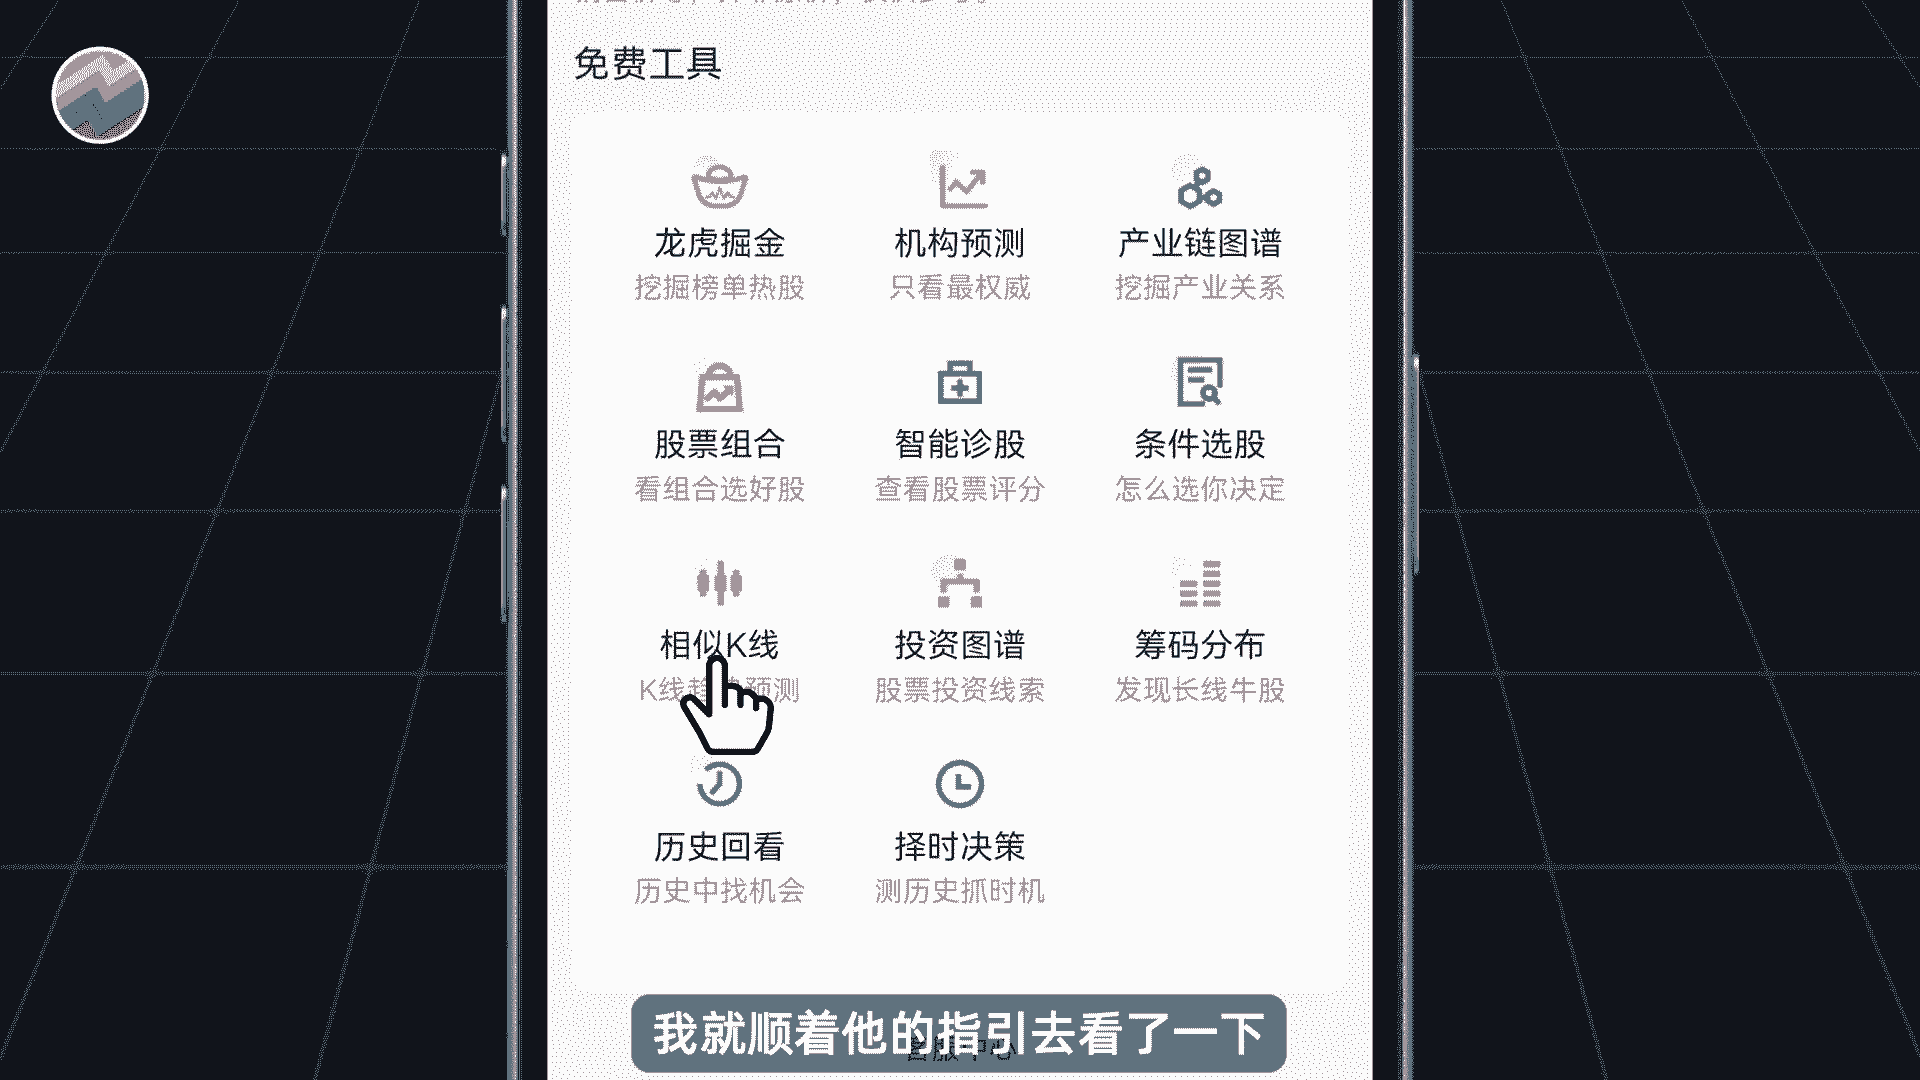 免费工具
龙虎掘金 机构预测 产业链图谱
挖掘榜单热股 只看最权威 挖掘产业关系
股票组合 智能诊股 条件选股
看组合选好股 查看股票评分 怎么选你决定
相似K线 投资图谱 筹码分布
K线趋势预测 股票投资线索 发现长线牛股
历史回看 择时决策
历史中找机会 测历史抓时机
我就顺着他的指引去看了一下